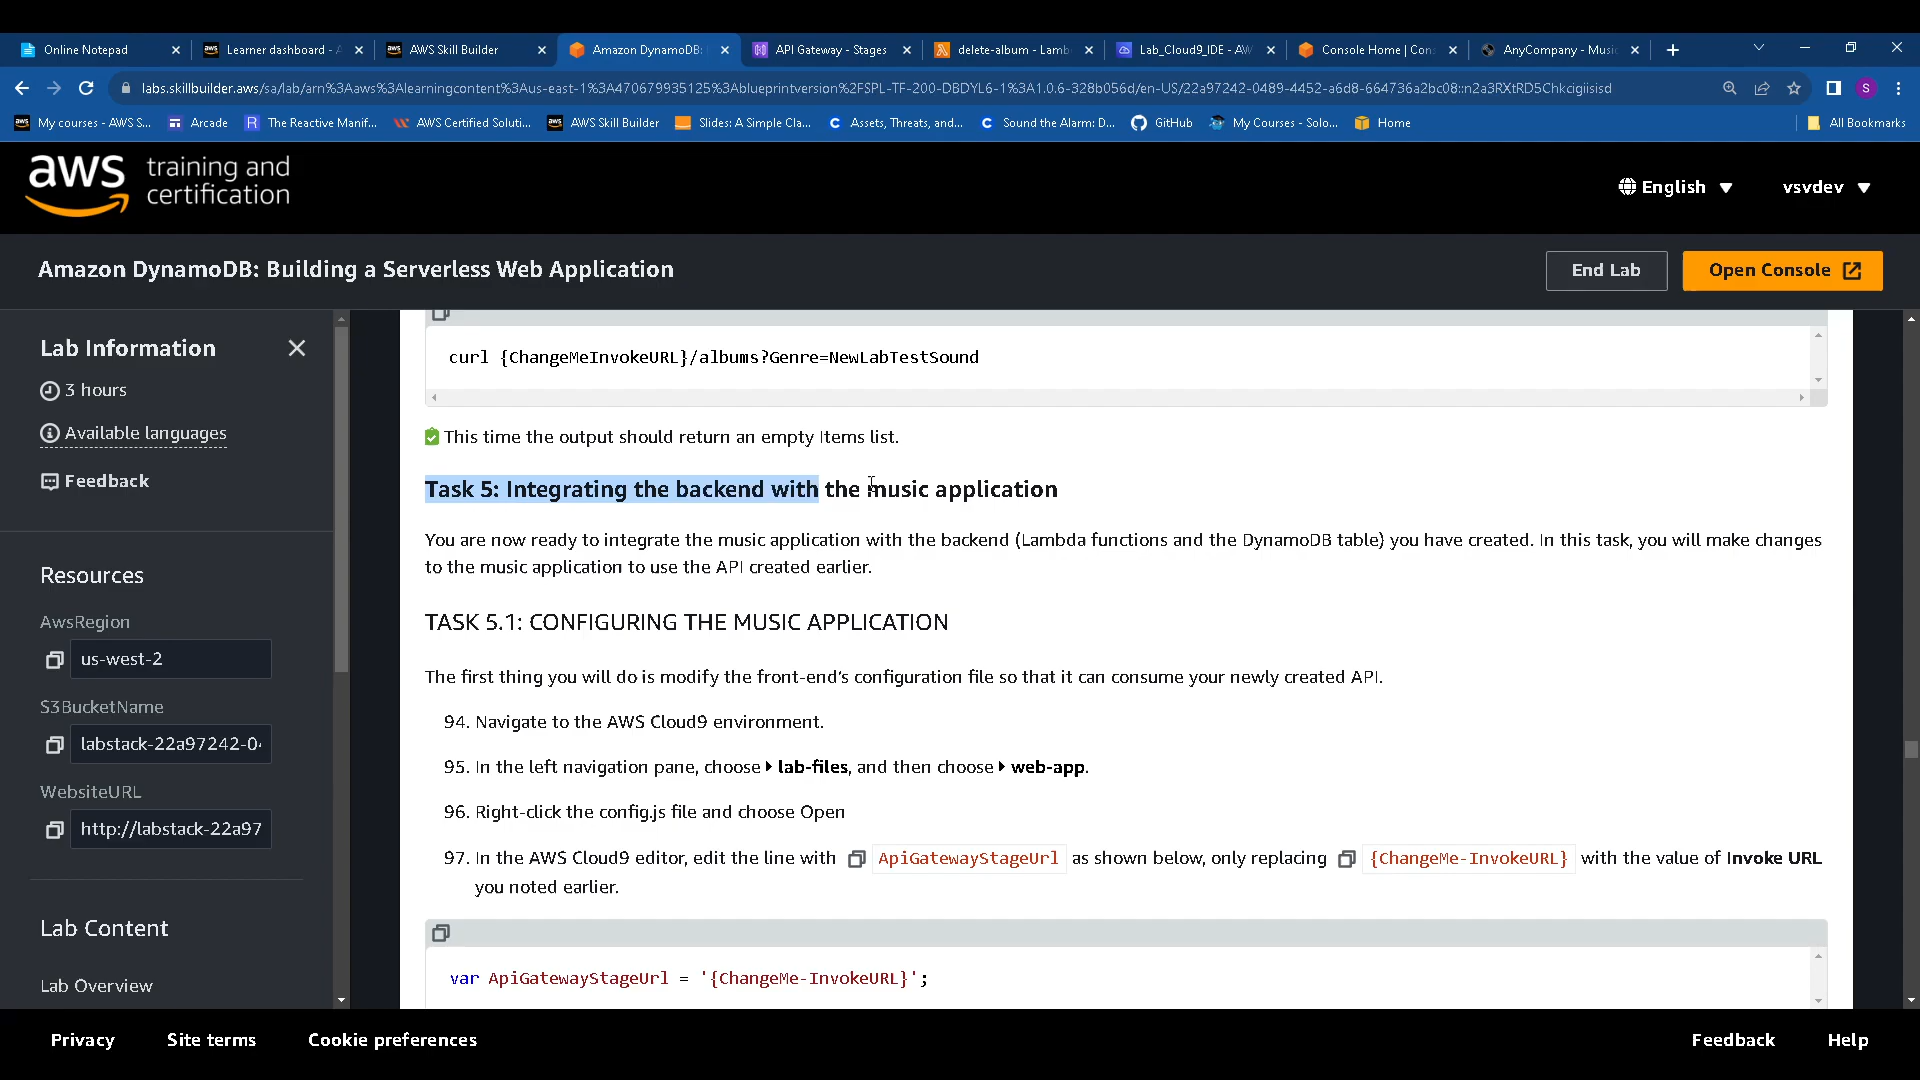 Online Notepad
Learner dashboard - A
AWS Skill Builder
Amazon DynamoDB:
API Gateway - Stages
delete-album - Lamb
Lab_Cloud9_IDE - AW
Console Home | Con
AnyCompany - Music
labs.skillbuilder.aws/sa/lab/arn%3Aaws%3Alearningcontent%3Aus-east-1%3A470679935125%3Ablueprintversion%2FSPL-TF-200-DBDYL6-1%3A1.0.6-328b056d/en-US/22a97242-0489-4452-a6d8-664736a2bc08::n2a3RXtRD5Chkcigiisisd
S
My courses - AWS S...
Arcade
The Reactive Manif...
AWS Certified Soluti...
AWS Skill Builder
Slides: A Simple Cla...
Assets, Threats, and...
Sound the Alarm: D...
GitHub
My Courses - Solo...
Home
All Bookmarks
aws training and certification
English
vsvdev
Amazon DynamoDB: Building a Serverless Web Application
End Lab
Open Console
Lab Information
3 hours
Available languages
Feedback
Resources
AwsRegion
us-west-2
S3BucketName
labstack-22a97242-04
WebsiteURL
http://labstack-22a97
Lab Content
Lab Overview
curl {ChangeMeInvokeURL}/albums?Genre=NewLabTestSound
This time the output should return an empty Items list.
Task 5: Integrating the backend with the music application
You are now ready to integrate the music application with the backend (Lambda functions and the DynamoDB table) you have created. In this task, you will make changes
to the music application to use the API created earlier.
TASK 5.1: CONFIGURING THE MUSIC APPLICATION
The first thing you will do is modify the front-end's configuration file so that it can consume your newly created API.
94. Navigate to the AWS Cloud9 environment.
95. In the left navigation pane, choose lab-files, and then choose web-app.
96. Right-click the config.js file and choose Open
97. In the AWS Cloud9 editor, edit the line with ApiGatewayStageUrl as shown below, only replacing {ChangeMe-InvokeURL} with the value of Invoke URL
you noted earlier.
var ApiGatewayStageUrl = '{ChangeMe-InvokeURL}';
Privacy
Site terms
Cookie preferences
Feedback
Help